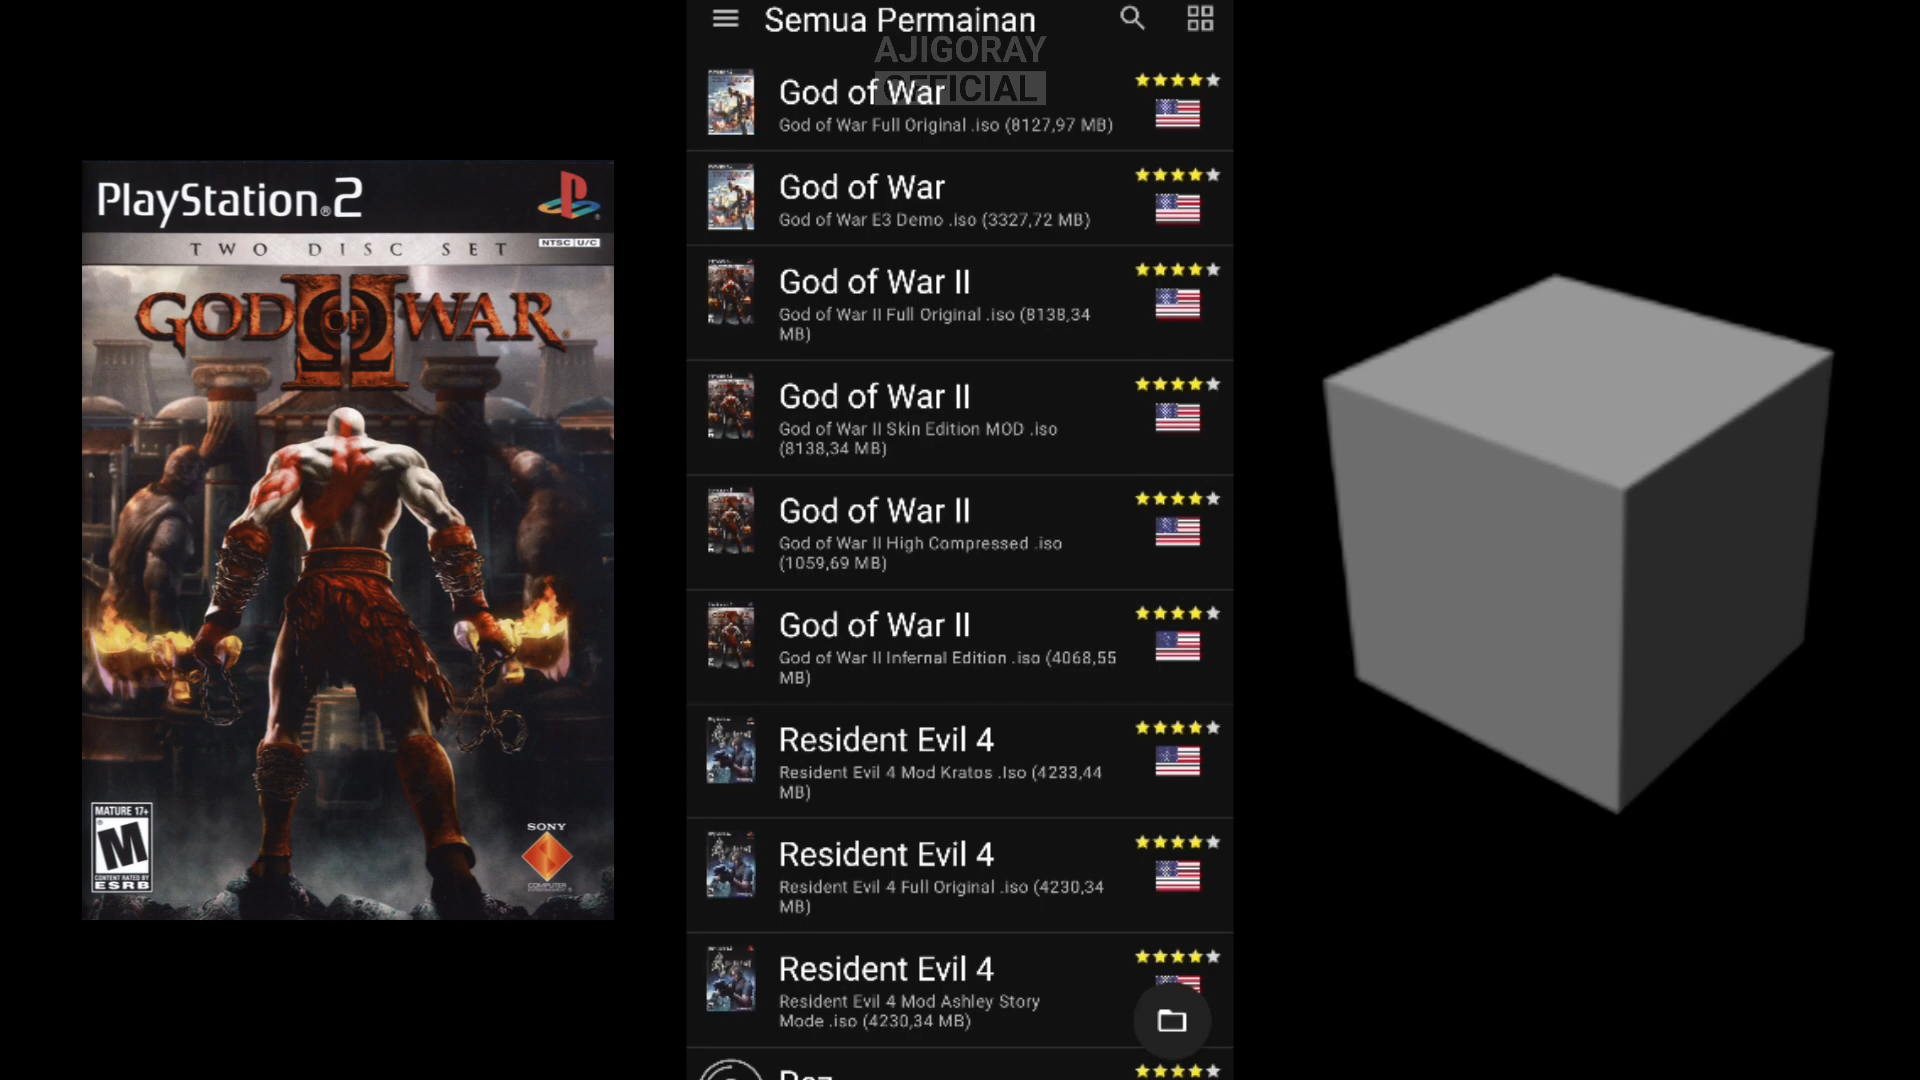 PlayStation®2
TWO DISC SET
NTSC U/C
GOD OF WAR
II
MATURE 17+
M
CONTENT RATED BY
ESRB
SONY
COMPUTER
ENTERTAINMENT
Semua Permainan
AJIGORAY
OFFICIAL
God of War
God of War Full Original .iso (8127,97 MB)
God of War
God of War E3 Demo .iso (3327,72 MB)
God of War II
God of War II Full Original .iso (8138,34
MB)
God of War II
God of War II Skin Edition MOD .iso
(8138,34 MB)
God of War II
God of War II High Compressed .iso
(1059,69 MB)
God of War II
God of War II Infernal Edition .iso (4068,55
MB)
Resident Evil 4
Resident Evil 4 Mod Kratos .Iso (4233,44
MB)
Resident Evil 4
Resident Evil 4 Full Original .iso (4230,34
MB)
Resident Evil 4
Resident Evil 4 Mod Ashley Story
Mode .iso (4230,34 MB)